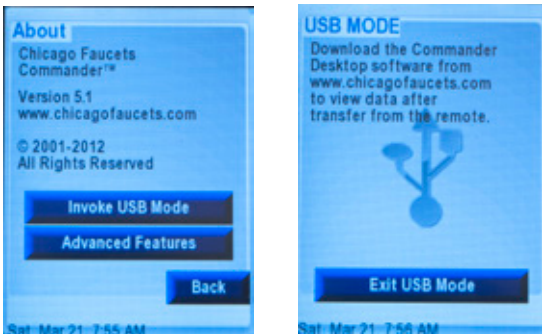 About
Chicago Faucets
Commander™
Version 5.1
www.chicagofaucets.com
© 2001-2012
All Rights Reserved
Invoke USB Mode
Advanced Features
Back
Sat, Mar 21, 7:55 AM
USB MODE
Download the Commander
Desktop software from
www.chicagofaucets.com
to view data after
transfer from the remote.
Exit USB Mode
Sat, Mar 21, 7:56 AM